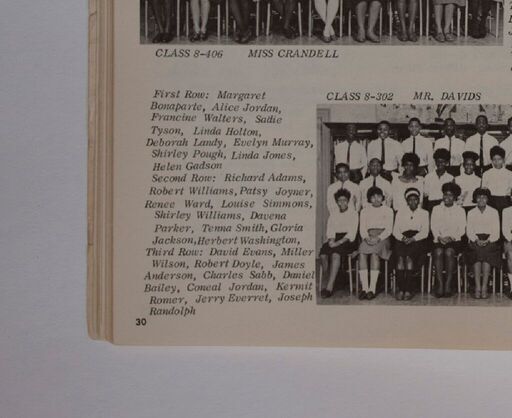 CLASS 8-406 MISS CRANDELL
First Row: Margaret
Bonaparte, Alice Jordan,
Francine Walters, Sadie
Tyson, Linda Holton,
Deborah Landy, Evelyn Murray,
Shirley Pough, Linda Jones,
Helen Gadson
Second Row: Richard Adams,
Robert Williams, Patsy Joyner,
Renee Ward, Louise Simmons,
Shirley Williams, Davena
Parker, Tenna Smith, Gloria
Jackson, Herbert Washington,
Third Row: David Evans, Miller
Wilson, Robert Doyle, James
Anderson, Charles Sabb, Daniel
Bailey, Coneal Jordan, Kermit
Romer, Jerry Everret, Joseph
Randolph
CLASS 8-302 MR. DAVIDS
30